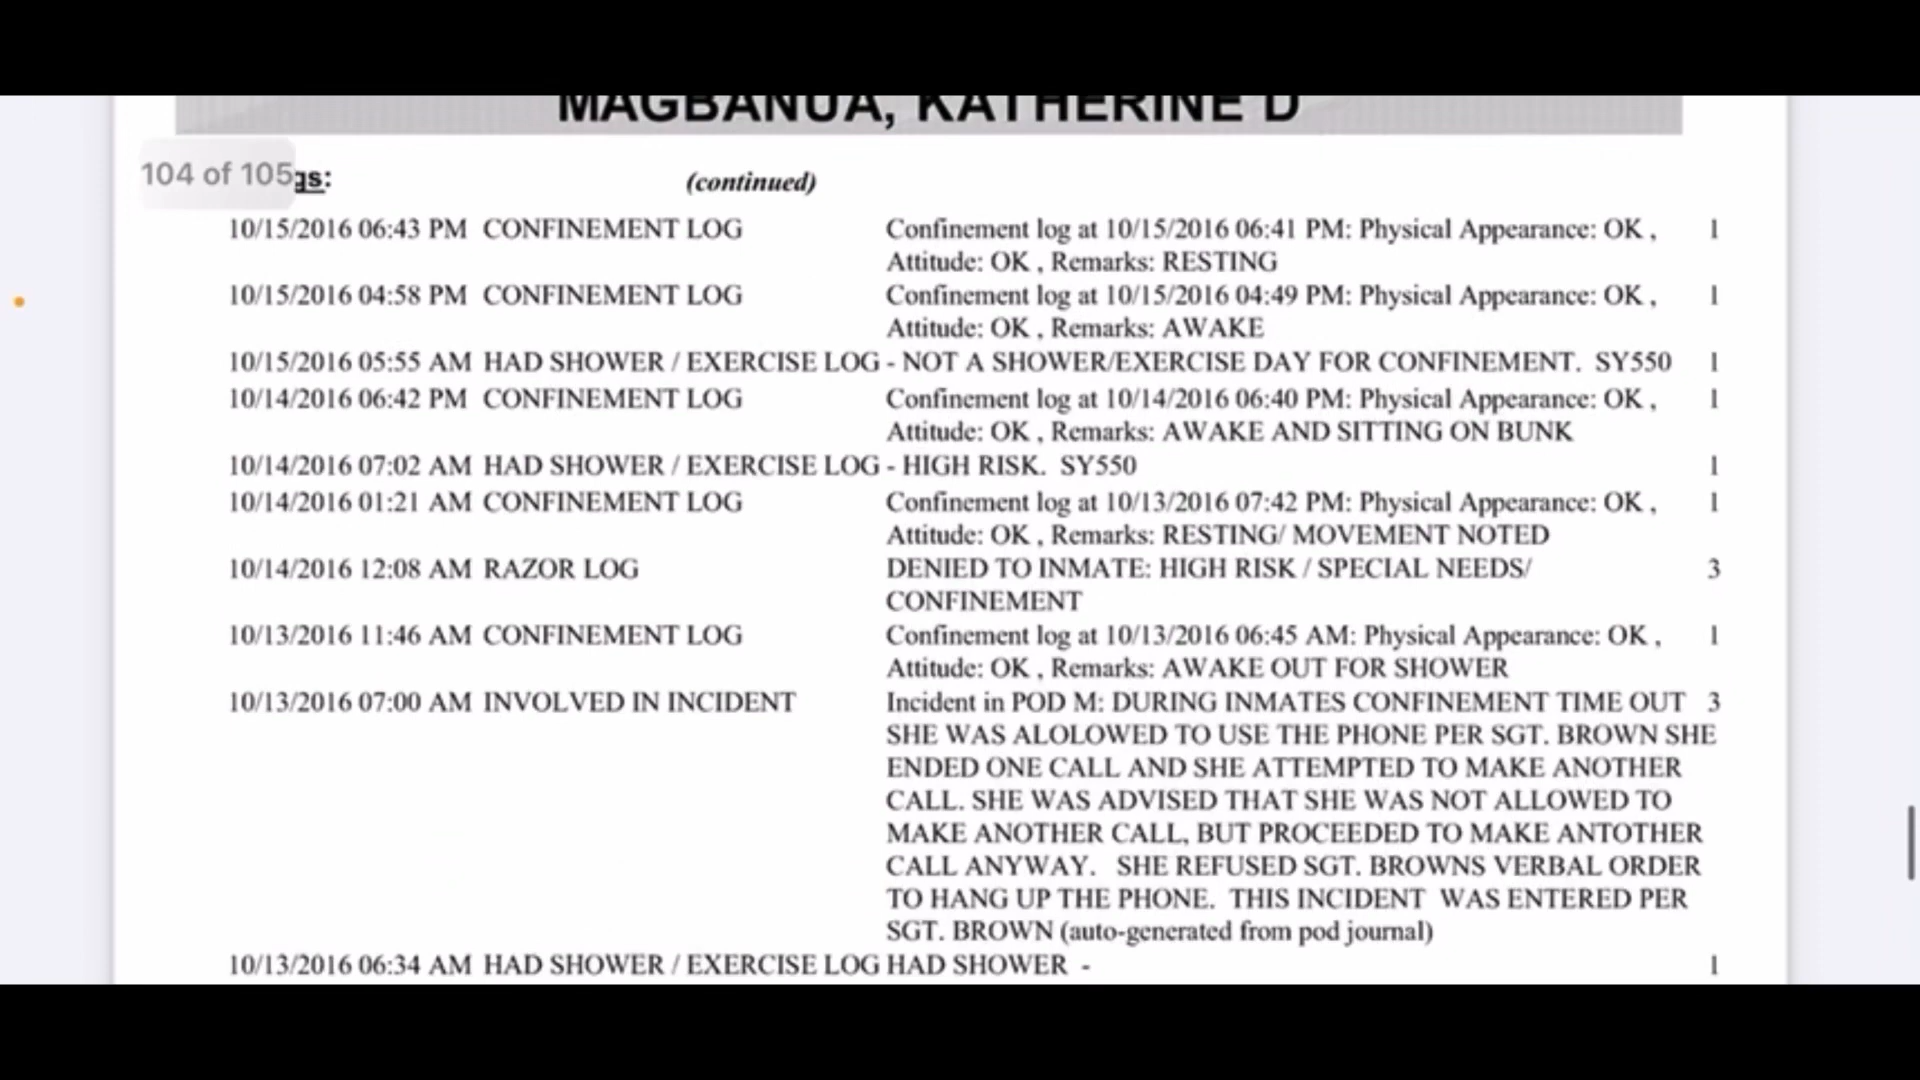 MAGBANUA, KATHERINE D
104 of 105 gs: (continued)
10/15/2016 06:43 PM CONFINEMENT LOG Confinement log at 10/15/2016 06:41 PM: Physical Appearance: OK , 1
Attitude: OK , Remarks: RESTING
10/15/2016 04:58 PM CONFINEMENT LOG Confinement log at 10/15/2016 04:49 PM: Physical Appearance: OK , 1
Attitude: OK , Remarks: AWAKE
10/15/2016 05:55 AM HAD SHOWER / EXERCISE LOG - NOT A SHOWER/EXERCISE DAY FOR CONFINEMENT. SY550 1
10/14/2016 06:42 PM CONFINEMENT LOG Confinement log at 10/14/2016 06:40 PM: Physical Appearance: OK , 1
Attitude: OK , Remarks: AWAKE AND SITTING ON BUNK
10/14/2016 07:02 AM HAD SHOWER / EXERCISE LOG - HIGH RISK. SY550 1
10/14/2016 01:21 AM CONFINEMENT LOG Confinement log at 10/13/2016 07:42 PM: Physical Appearance: OK , 1
Attitude: OK , Remarks: RESTING/ MOVEMENT NOTED
10/14/2016 12:08 AM RAZOR LOG DENIED TO INMATE: HIGH RISK / SPECIAL NEEDS/ 3
CONFINEMENT
10/13/2016 11:46 AM CONFINEMENT LOG Confinement log at 10/13/2016 06:45 AM: Physical Appearance: OK , 1
Attitude: OK , Remarks: AWAKE OUT FOR SHOWER
10/13/2016 07:00 AM INVOLVED IN INCIDENT Incident in POD M: DURING INMATES CONFINEMENT TIME OUT 3
SHE WAS ALOLOWED TO USE THE PHONE PER SGT. BROWN SHE
ENDED ONE CALL AND SHE ATTEMPTED TO MAKE ANOTHER
CALL. SHE WAS ADVISED THAT SHE WAS NOT ALLOWED TO
MAKE ANOTHER CALL, BUT PROCEEDED TO MAKE ANTOTHER
CALL ANYWAY. SHE REFUSED SGT. BROWNS VERBAL ORDER
TO HANG UP THE PHONE. THIS INCIDENT WAS ENTERED PER
SGT. BROWN (auto-generated from pod journal)
10/13/2016 06:34 AM HAD SHOWER / EXERCISE LOG HAD SHOWER - 1